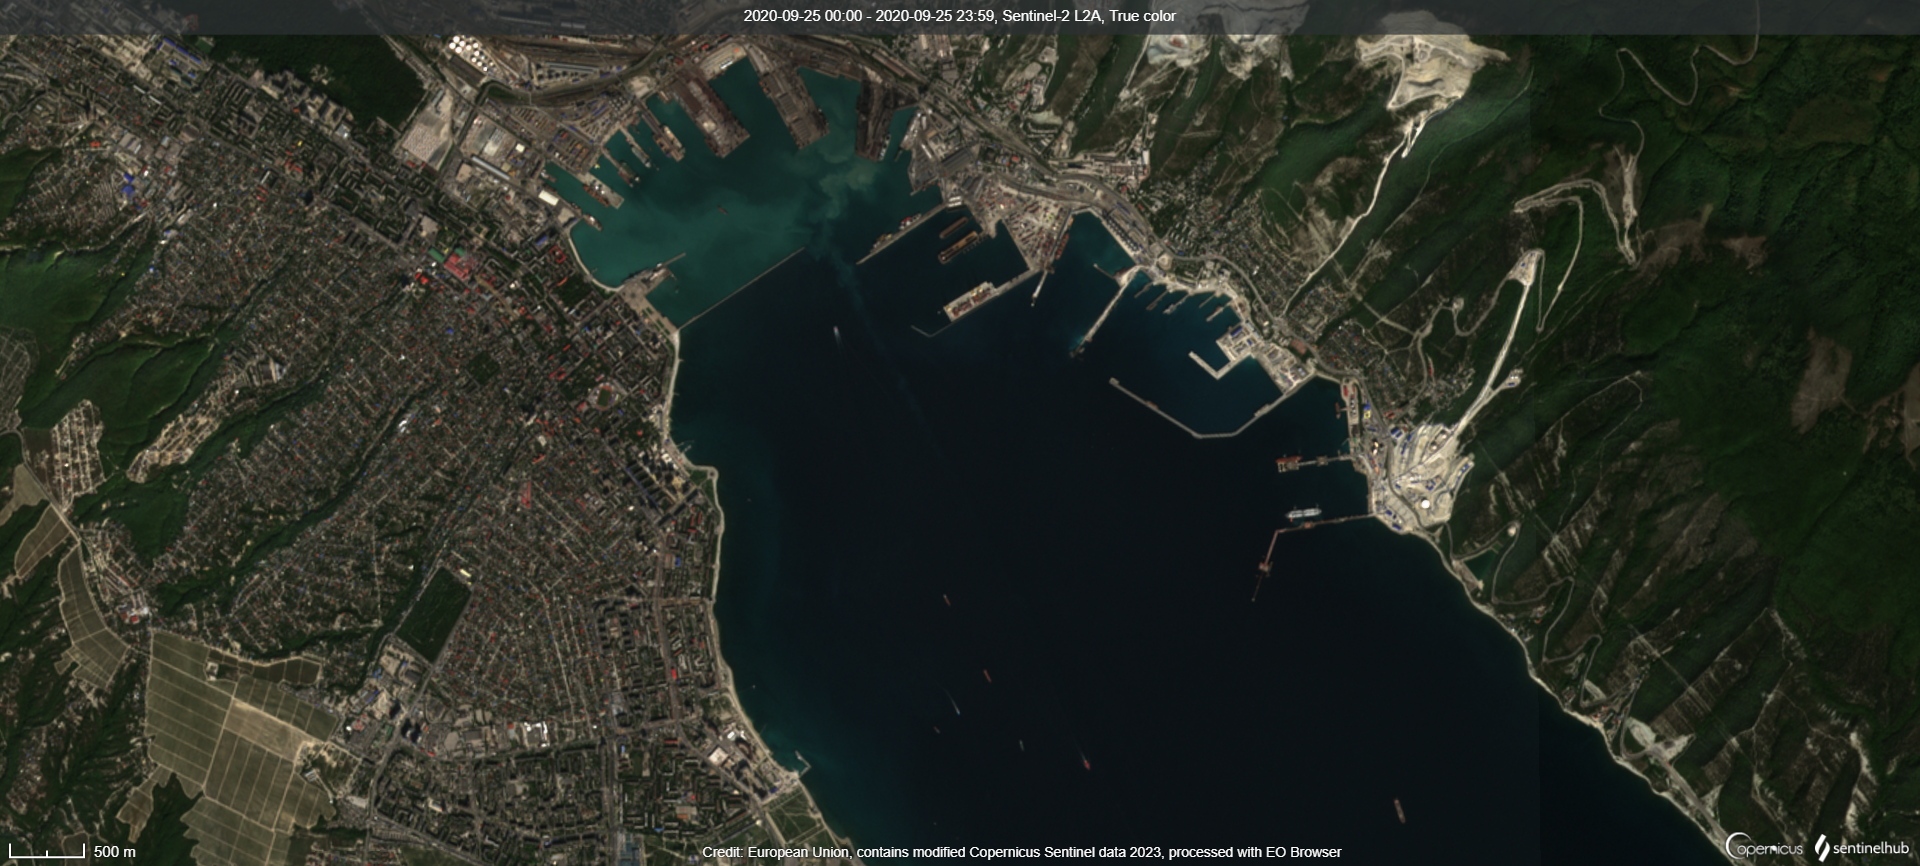 2020-09-25 00:00 - 2020-09-25 23:59, Sentinel-2 L2A, True color
500 m
Credit: European Union, contains modified Copernicus Sentinel data 2023, processed with EO Browser
Copernicus
sentinelhub